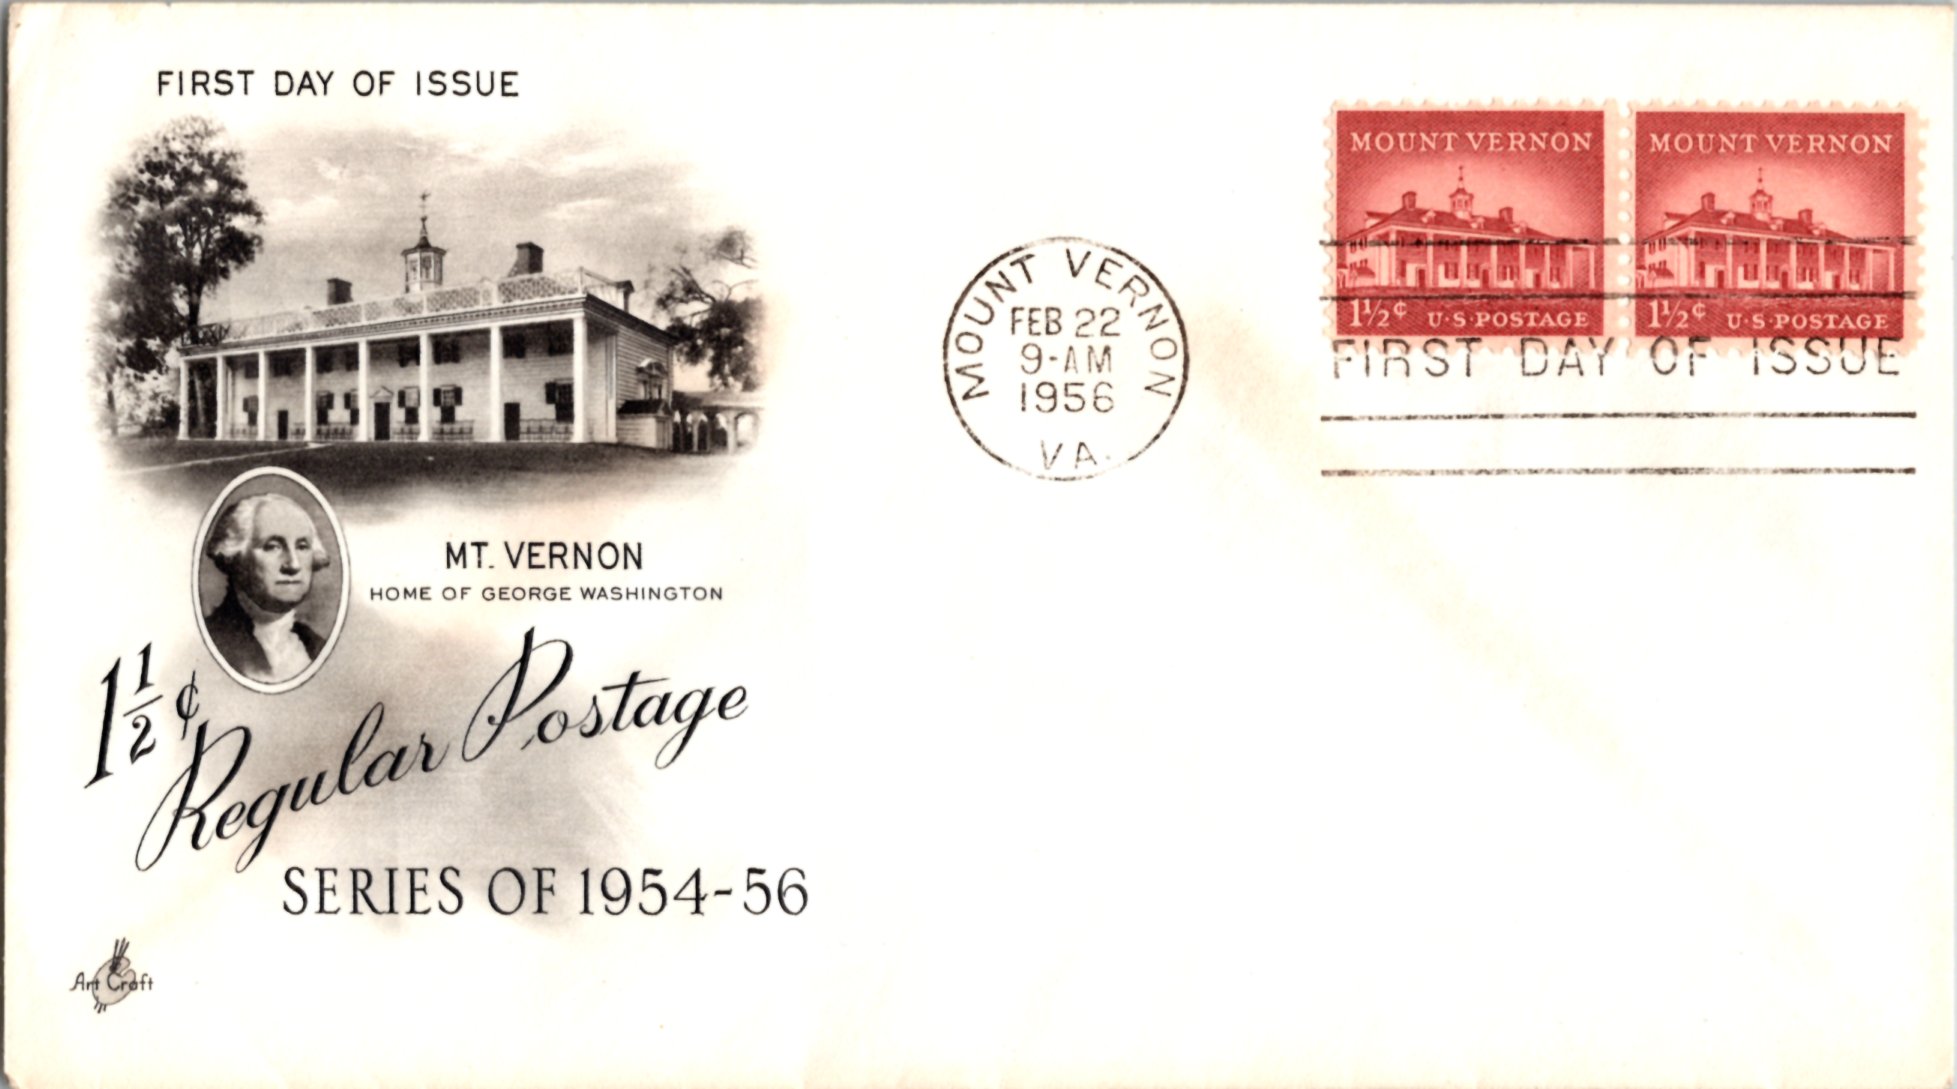 FIRST DAY OF ISSUE
MT. VERNON
HOME OF GEORGE WASHINGTON
1½¢
Regular Postage
SERIES OF 1954-56
Art Craft
MOUNT VERNON
FEB 22
9-AM
1956
VA.
MOUNT VERNON
1½¢ U·S·POSTAGE
MOUNT VERNON
1½¢ U·S·POSTAGE
FIRST DAY OF ISSUE